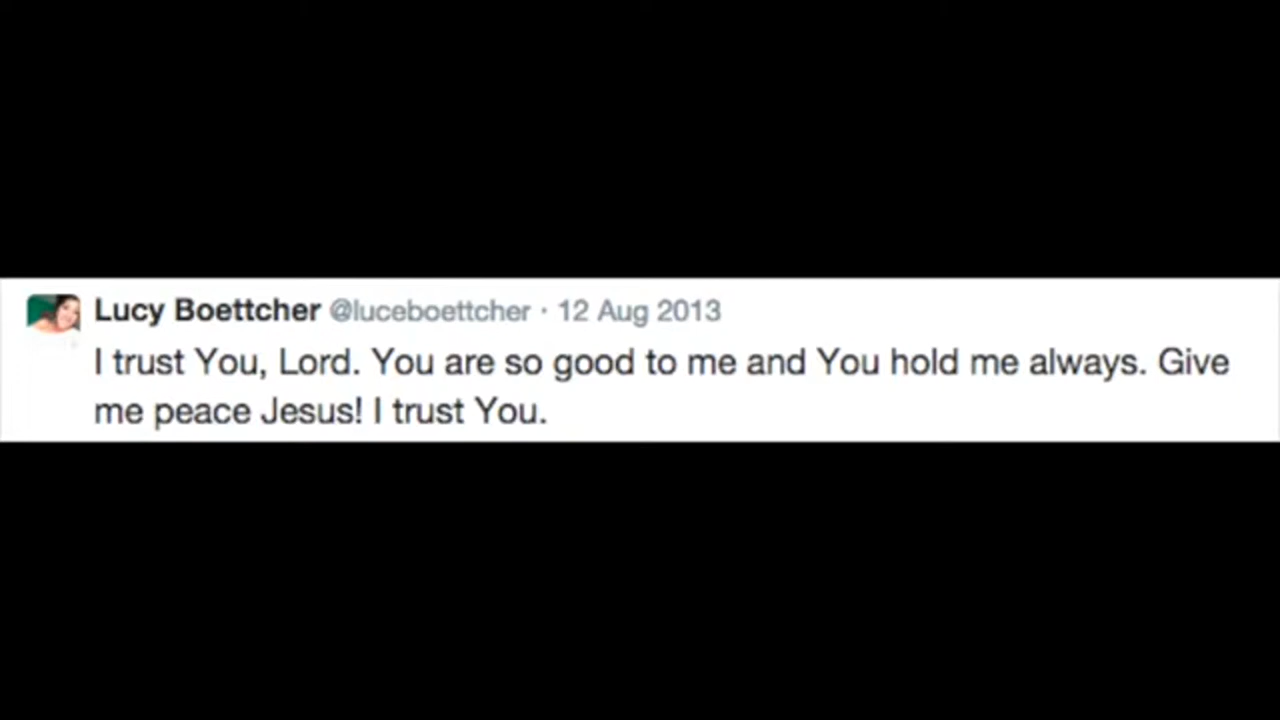 Lucy Boettcher @luceboettcher · 12 Aug 2013
I trust You, Lord. You are so good to me and You hold me always. Give
me peace Jesus! I trust You.